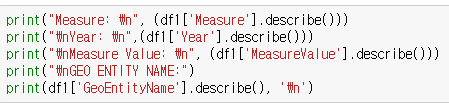 print("Measure: ₩n", (df1['Measure'].describe()))
print("₩nYear: ₩n",(df1['Year'].describe()))
print("₩nMeasure Value: ₩n", (df1['MeasureValue'].describe()))
print("₩nGEO ENTITY NAME:")
print(df1['GeoEntityName'].describe(), '₩n')